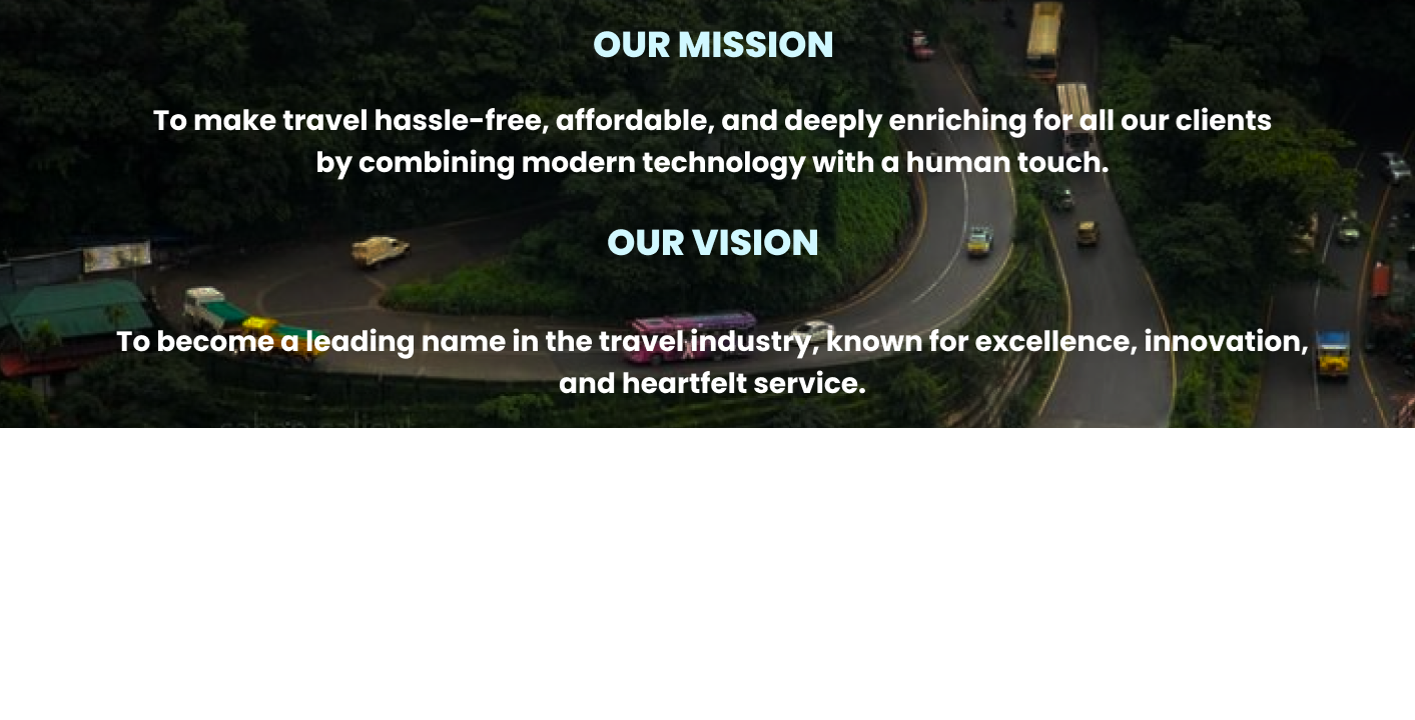 OUR MISSION
To make travel hassle-free, affordable, and deeply enriching for all our clients
by combining modern technology with a human touch.
OUR VISION
To become a leading name in the travel industry, known for excellence, innovation,
and heartfelt service.